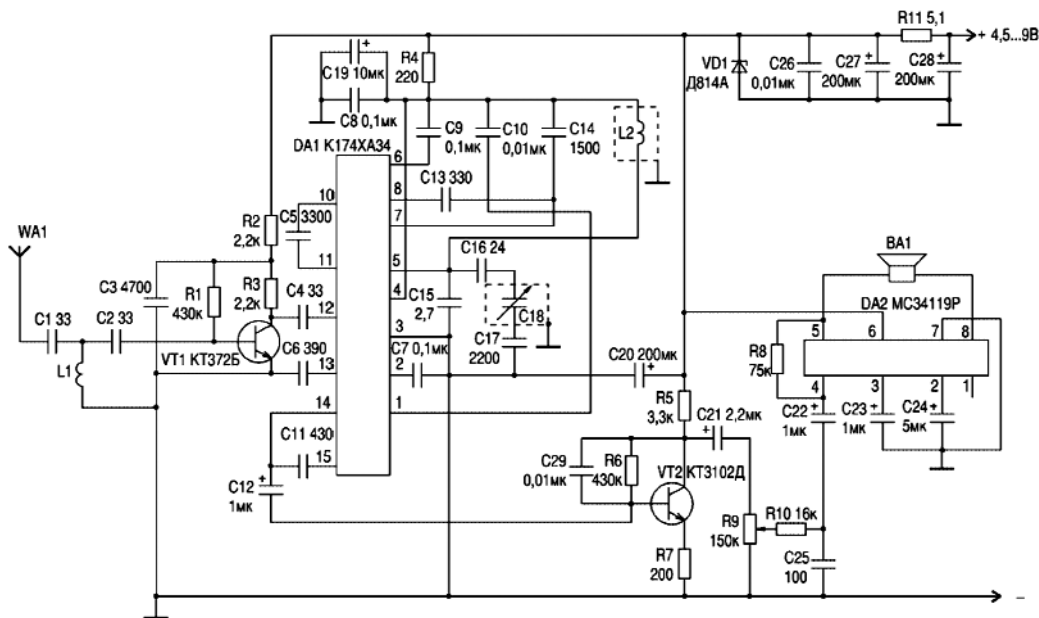 R11 5,1
+ 4,5...9В
C19 10мк
R4
220
VD1
Д814А
C26
0,01мк
C27
200мк
C28
200мк
C8 0,1мк
DA1 К174ХА34
C9
0,1мк
C10
0,01мк
C14
1500
L2
6
C13 330
8
7
10
C5 3300
11
R2
2,2к
WA1
C16 24
5
4
BA1
DA2 MC34119P
C3 4700
R1
430к
R3
2,2к
C4 33
12
C15
2,7
C18
C17
2200
3
5
6
7
8
C1 33
C2 33
L1
VT1 КТ372Б
C6 390
13
C7 0,1мк
2
C20 200мк
R8
75к
4
3
2
1
14
1
R5
3,3к
C21 2,2мк
C22
1мк
C23
1мк
C24
5мк
C11 430
15
C12
1мк
C29
0,01мк
R6
430к
VT2 КТ3102Д
R9
150к
R10 16к
R7
200
C25
100
–